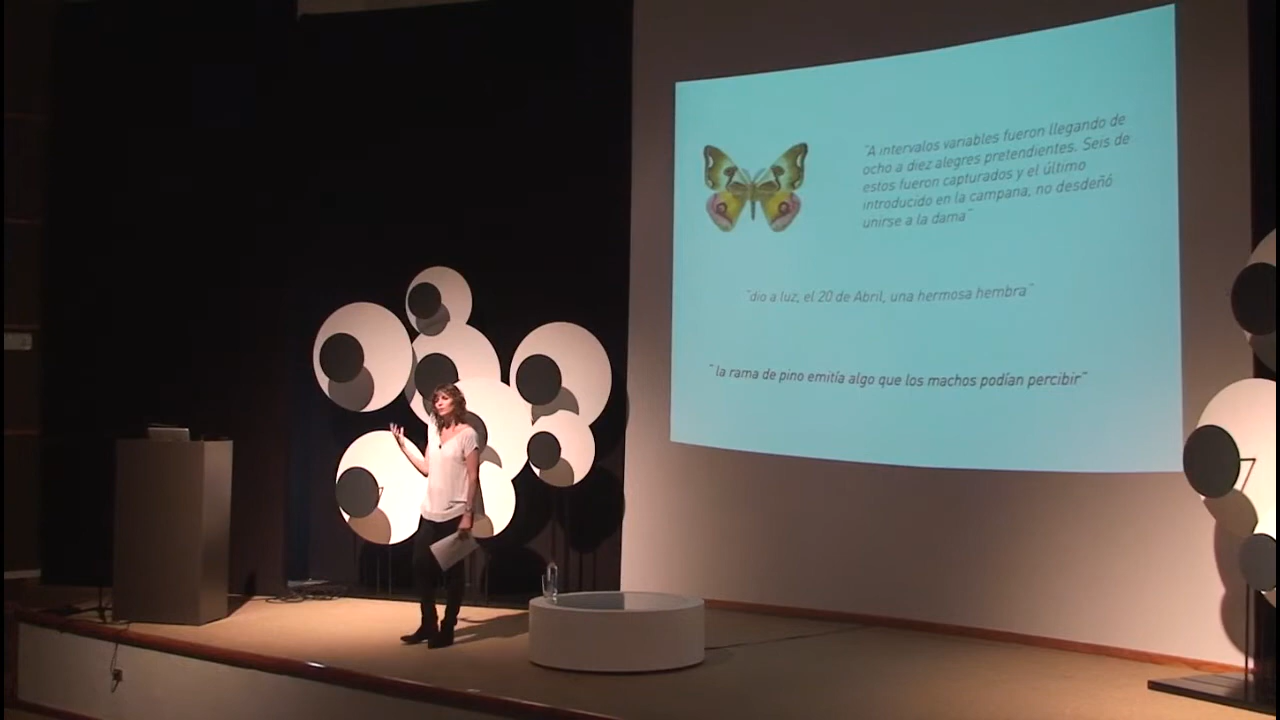 "A intervalos variables fueron llegando de
ocho a diez alegres pretendientes. Seis de
estos fueron capturados y el último
introducido en la campana, no desdeñó
unirse a la dama"
"dio a luz, el 20 de Abril, una hermosa hembra"
" la rama de pino emitía algo que los machos podían percibir"